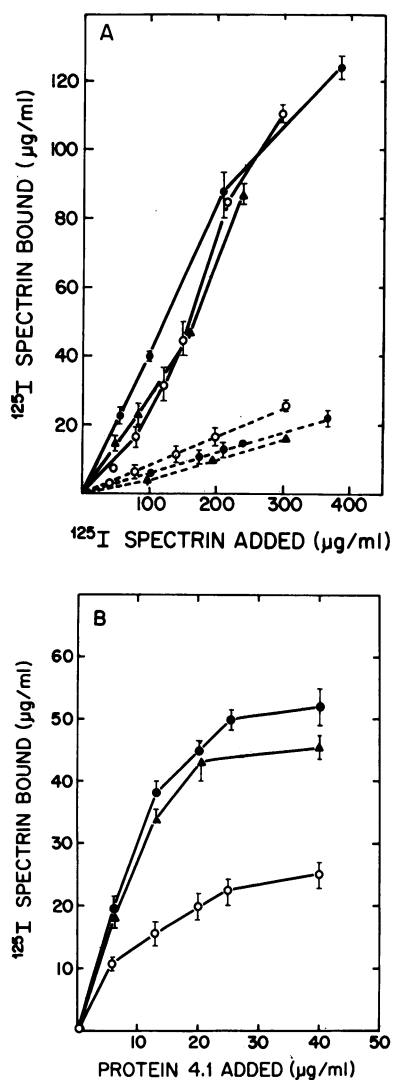 A
120
100
80
60
40
20
125I SPECTRIN BOUND (µg/ml)
100 200 300 400
125I SPECTRIN ADDED (µg/ml)
B
60
50
40
30
20
10
0
125I SPECTRIN BOUND (µg/ml)
10 20 30 40 50
PROTEIN 4.1 ADDED (µg/ml)